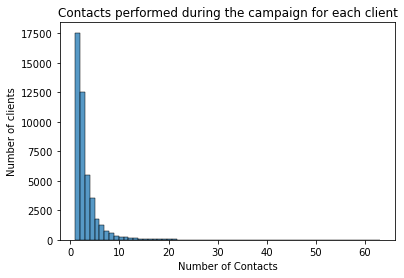 Contacts performed during the campaign for each client
17500
15000
12500
10000
7500
5000
2500
0
Number of clients
0 10 20 30 40 50 60
Number of Contacts